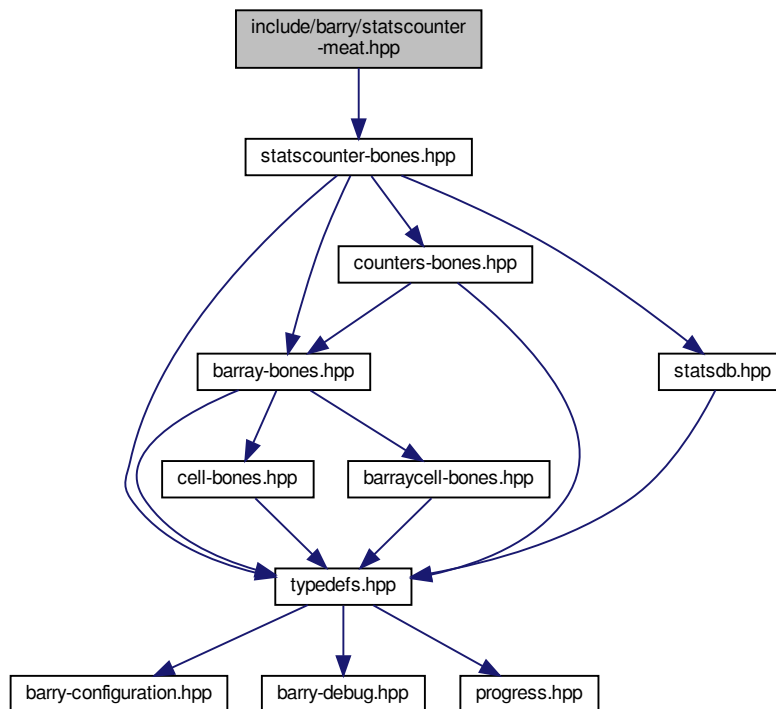 include/barry/statscounter
-meat.hpp
statscounter-bones.hpp
counters-bones.hpp
barray-bones.hpp
statsdb.hpp
cell-bones.hpp
barraycell-bones.hpp
typedefs.hpp
barry-configuration.hpp
barry-debug.hpp
progress.hpp